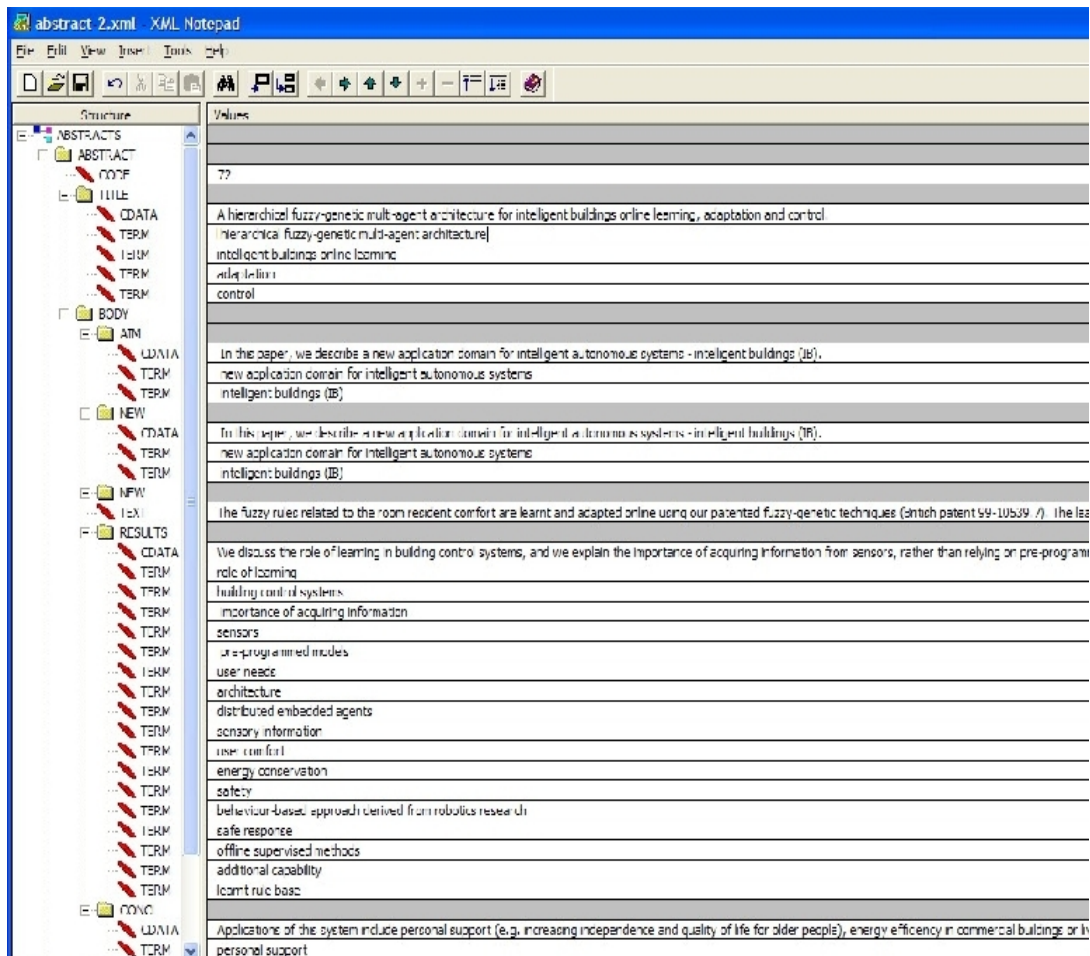 abstract 2.xml - XML Notepad
File Edit View Insert Tools Help
Structure Values
ABSTRACTS
ABSTRACT
CODE 72
TITLE
CDATA A hierarchical fuzzy-genetic multi-agent architecture for intelligent buildings online learning, adaptation and control.
TERM hierarchical fuzzy-genetic multi-agent architecture
TERM intelligent buildings online learning
TERM adaptation
TERM control
BODY
AIM
CDATA In this paper, we describe a new application domain for intelligent autonomous systems - intelligent buildings (IB).
TERM new application domain for intelligent autonomous systems
TERM intelligent buildings (IB)
NEW
CDATA In this paper, we describe a new application domain for intelligent autonomous systems - intelligent buildings (IB).
TERM new application domain for intelligent autonomous systems
TERM intelligent buildings (IB)
NEW
TEXT The fuzzy rules related to the room resident comfort are learnt and adapted online using our patented fuzzy-genetic techniques (British patent 99-10539.7). The lea
RESULTS
CDATA We discuss the role of learning in building control systems, and we explain the importance of acquiring information from sensors, rather than relying on pre-programm
TERM role of learning
TERM building control systems
TERM importance of acquiring information
TERM sensors
TERM pre-programmed models
TERM user needs
TERM architecture
TERM distributed embedded agents
TERM sensory information
TERM user comfort
TERM energy conservation
TERM safety
TERM behaviour-based approach derived from robotics research
TERM safe response
TERM offline supervised methods
TERM additional capability
TERM learnt rule base
CONC
CDATA Applications of this system include personal support (e.g. increasing independence and quality of life for older people), energy efficiency in commercial buildings or liv
TERM personal support